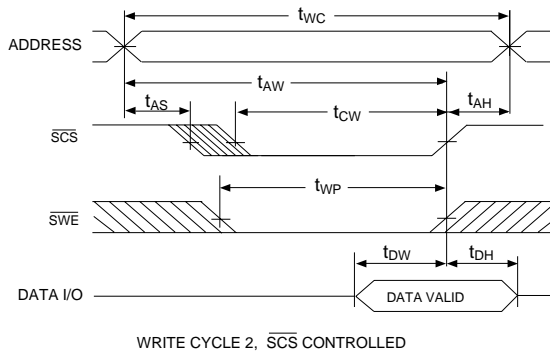 tWC
ADDRESS
tAW
tAS
tCW
tAH
SCS
tWP
SWE
tDW
tDH
DATA I/O
DATA VALID
WRITE CYCLE 2, SCS CONTROLLED